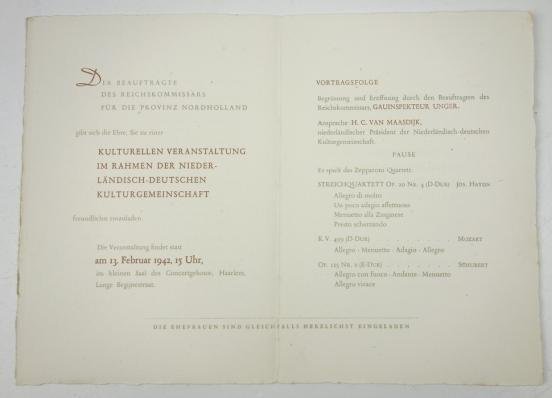 DER BEAUFTRAGTE
DES REICHSKOMMISSARS
FÜR DIE PROVINZ NORDHOLLAND
gibt sich die Ehre, Sie zu einer
KULTURELLEN VERANSTALTUNG
IM RAHMEN DER NIEDER-
LÄNDISCH-DEUTSCHEN
KULTURGEMEINSCHAFT
freundlichst einzuladen.
Die Veranstaltung findet statt
am 13. Februar 1942, 15 Uhr,
im kleinen Saal des Concertgebouw, Haarlem,
Lange Begijnestraat.
VORTRAGSFOLGE
Begrüssung und Eröffnung durch den Beauftragten des
Reichskommissars, GAUINSPEKTEUR UNGER.
Ansprache H. C. VAN MAASDIJK,
niederländischer Präsident der Niederländisch-deutschen
Kulturgemeinschaft.
PAUSE
Es spielt das Zepparoni Quartett.
STREICHQUARTETT OP. 20 NR. 4 (D-DUR) JOS. HAYDN
Allegro di molto
Un poco adagio affettuoso
Menuetto alla Zingarese
Presto scherzando
K.V. 499 (D-DUR) . . . . . . . . MOZART
Allegro - Menuetto - Adagio - Allegro
OP. 125 NR. 2 (E-DUR) . . . . . . . SCHUBERT
Allegro con fuoco - Andante - Menuetto
Allegro vivace
DIE EHEFRAUEN SIND GLEICHFALLS HERZLICHST EINGELADEN